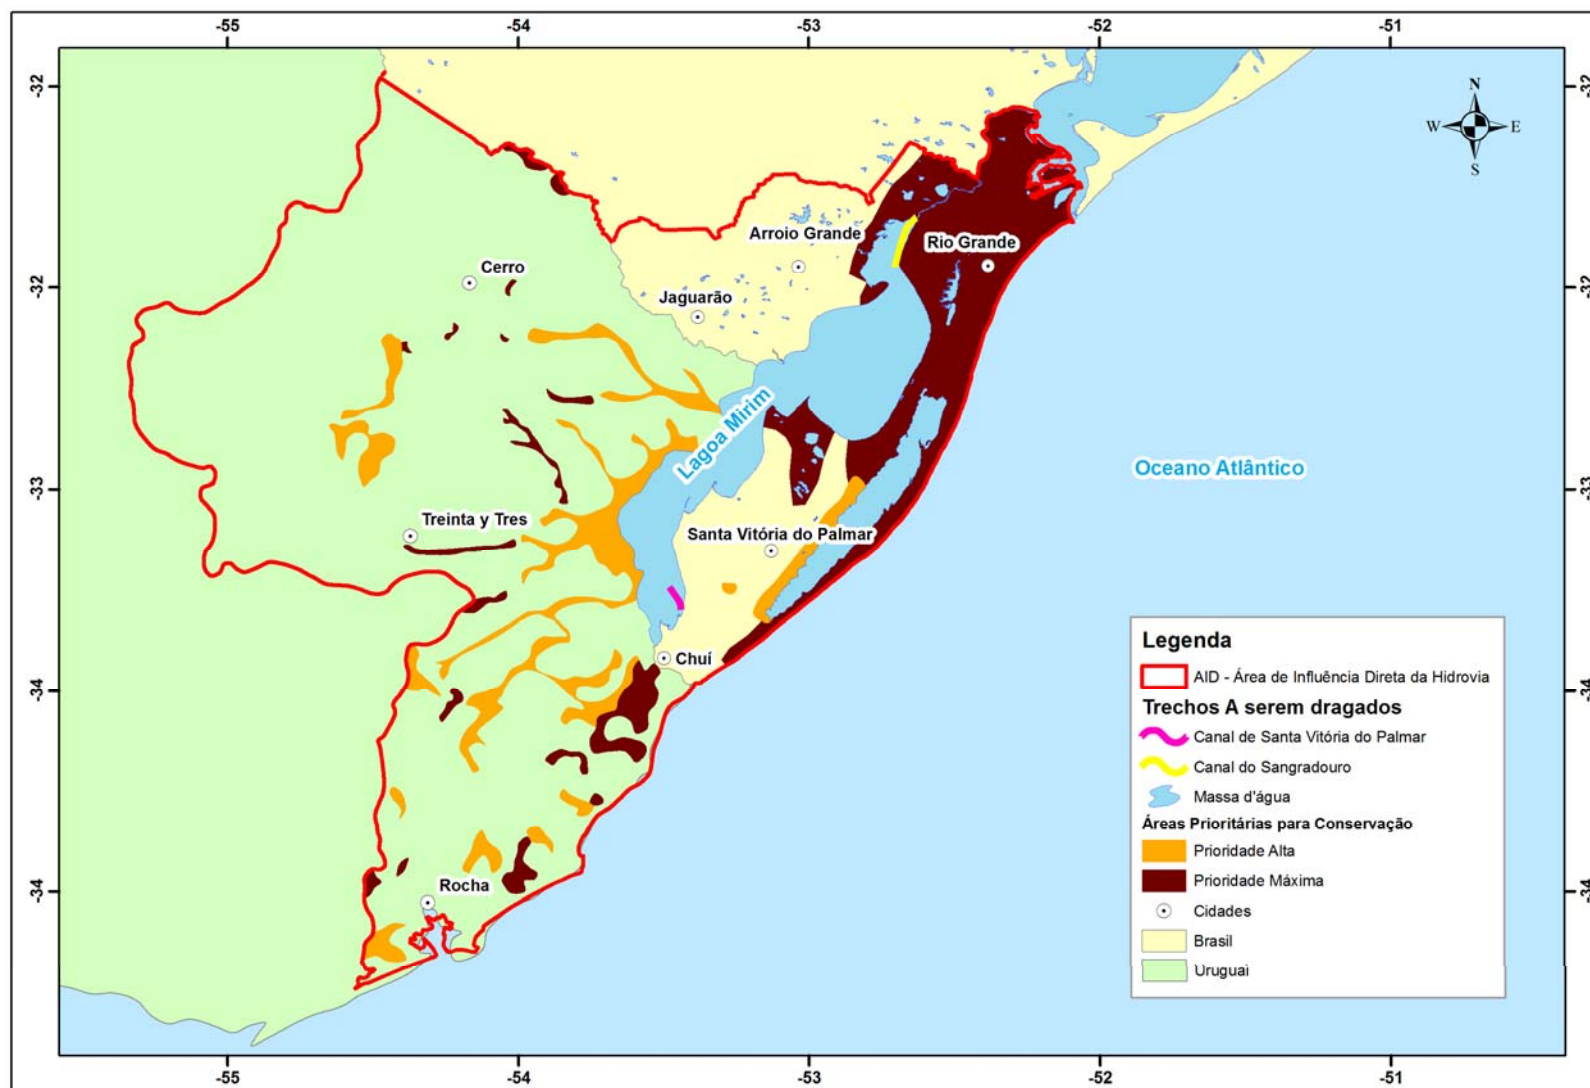 -55 -54 -53 -52 -51
-32 -32
N
W E
S
Arroio Grande
Rio Grande
Cerro
-32 -32
Jaguarão
Lagoa Mirim
Oceano Atlântico
-33 -33
Treinta y Tres
Santa Vitória do Palmar
Chuí
-34 -34
Rocha
-34 -34
Legenda
AID - Área de Influência Direta da Hidrovia
Trechos A serem dragados
Canal de Santa Vitória do Palmar
Canal do Sangradouro
Massa d'água
Áreas Prioritárias para Conservação
Prioridade Alta
Prioridade Máxima
Cidades
Brasil
Uruguai
-55 -54 -53 -52 -51